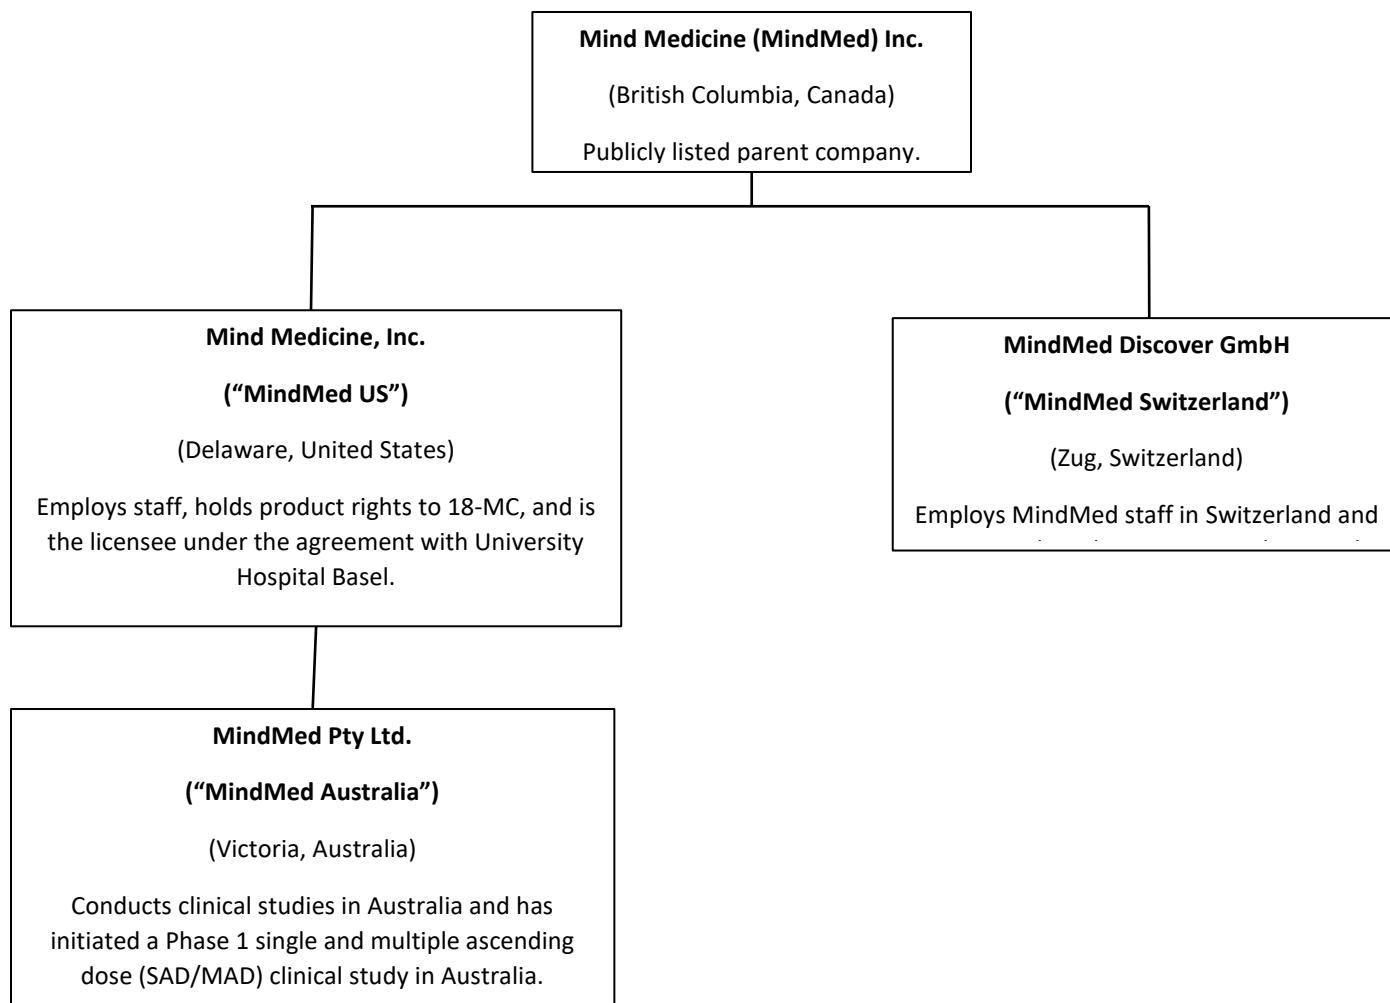 Mind Medicine (MindMed) Inc.
(British Columbia, Canada)
Publicly listed parent company.
Mind Medicine, Inc.
(“MindMed US”)
(Delaware, United States)
Employs staff, holds product rights to 18-MC, and is
the licensee under the agreement with University
Hospital Basel.
MindMed Discover GmbH
(“MindMed Switzerland”)
(Zug, Switzerland)
Employs MindMed staff in Switzerland and
MindMed Pty Ltd.
(“MindMed Australia”)
(Victoria, Australia)
Conducts clinical studies in Australia and has
initiated a Phase 1 single and multiple ascending
dose (SAD/MAD) clinical study in Australia.